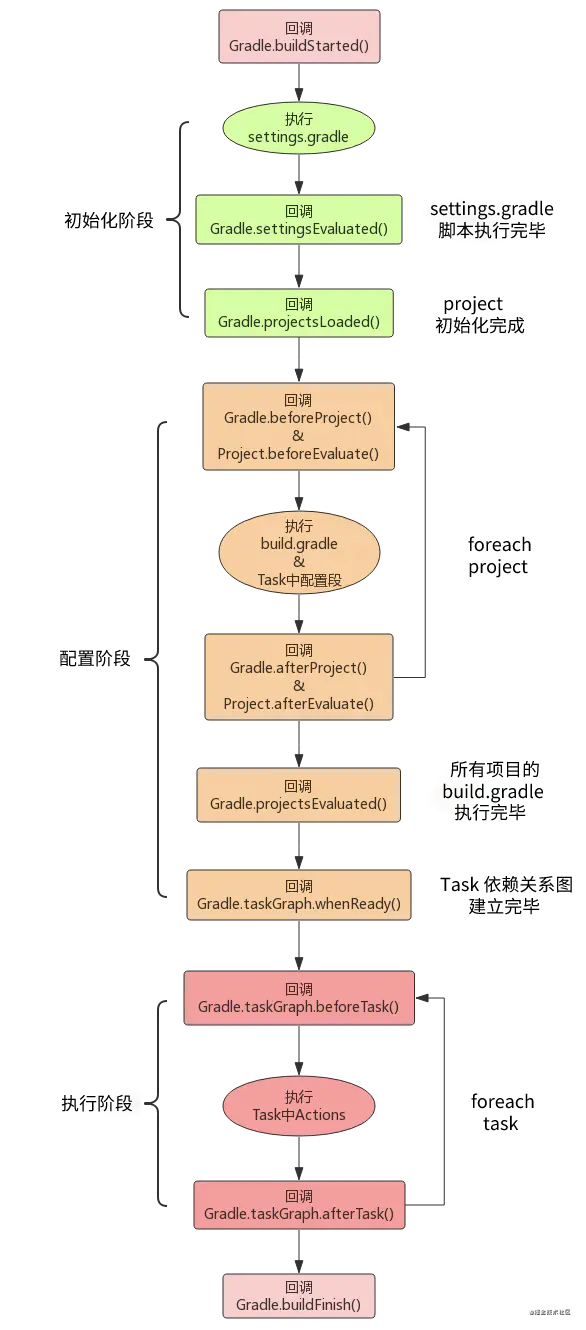 回调
Gradle.buildStarted()
执行
settings.gradle
初始化阶段
回调
Gradle.settingsEvaluated()
settings.gradle
脚本执行完毕
回调
Gradle.projectsLoaded()
project
初始化完成
回调
Gradle.beforeProject()
&
Project.beforeEvaluate()
执行
build.gradle
&
Task中配置段
foreach
project
配置阶段
回调
Gradle.afterProject()
&
Project.afterEvaluate()
回调
Gradle.projectsEvaluated()
所有项目的
build.gradle
执行完毕
回调
Gradle.taskGraph.whenReady()
Task 依赖关系图
建立完毕
回调
Gradle.taskGraph.beforeTask()
执行阶段
执行
Task中Actions
foreach
task
回调
Gradle.taskGraph.afterTask()
回调
Gradle.buildFinish()
@掘金技术社区